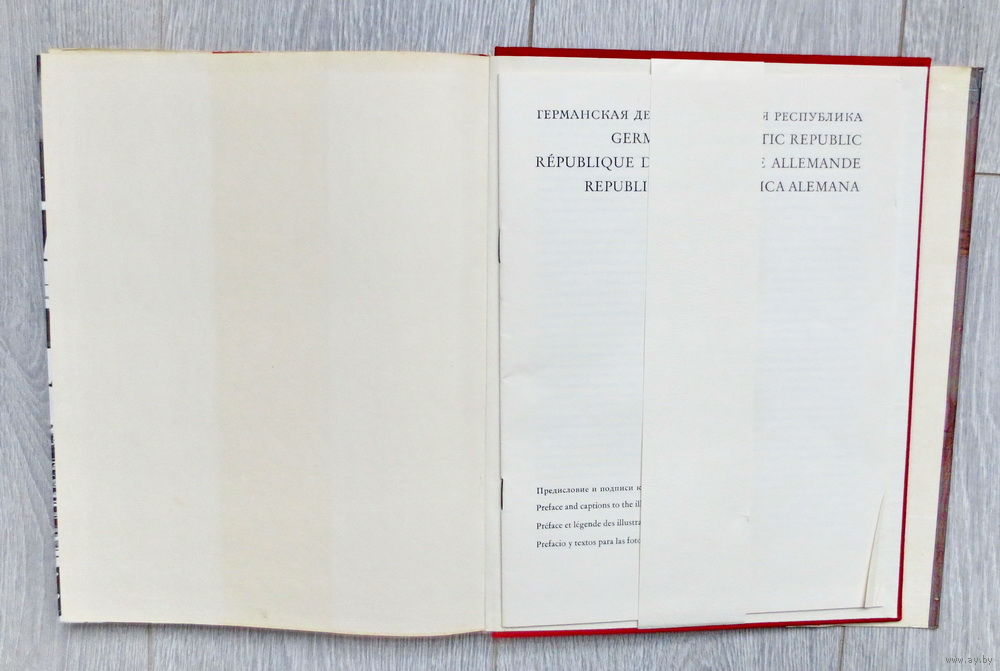 ГЕРМАНСКАЯ ДЕ Я РЕСПУБЛИКА
GERM TIC REPUBLIC
RÉPUBLIQUE D E ALLEMANDE
REPUBLI ICA ALEMANA
Предисловие и подписи к
Preface and captions to the ill
Préface et légende des illustra
Prefacio y textos para las foto
www.ay.by